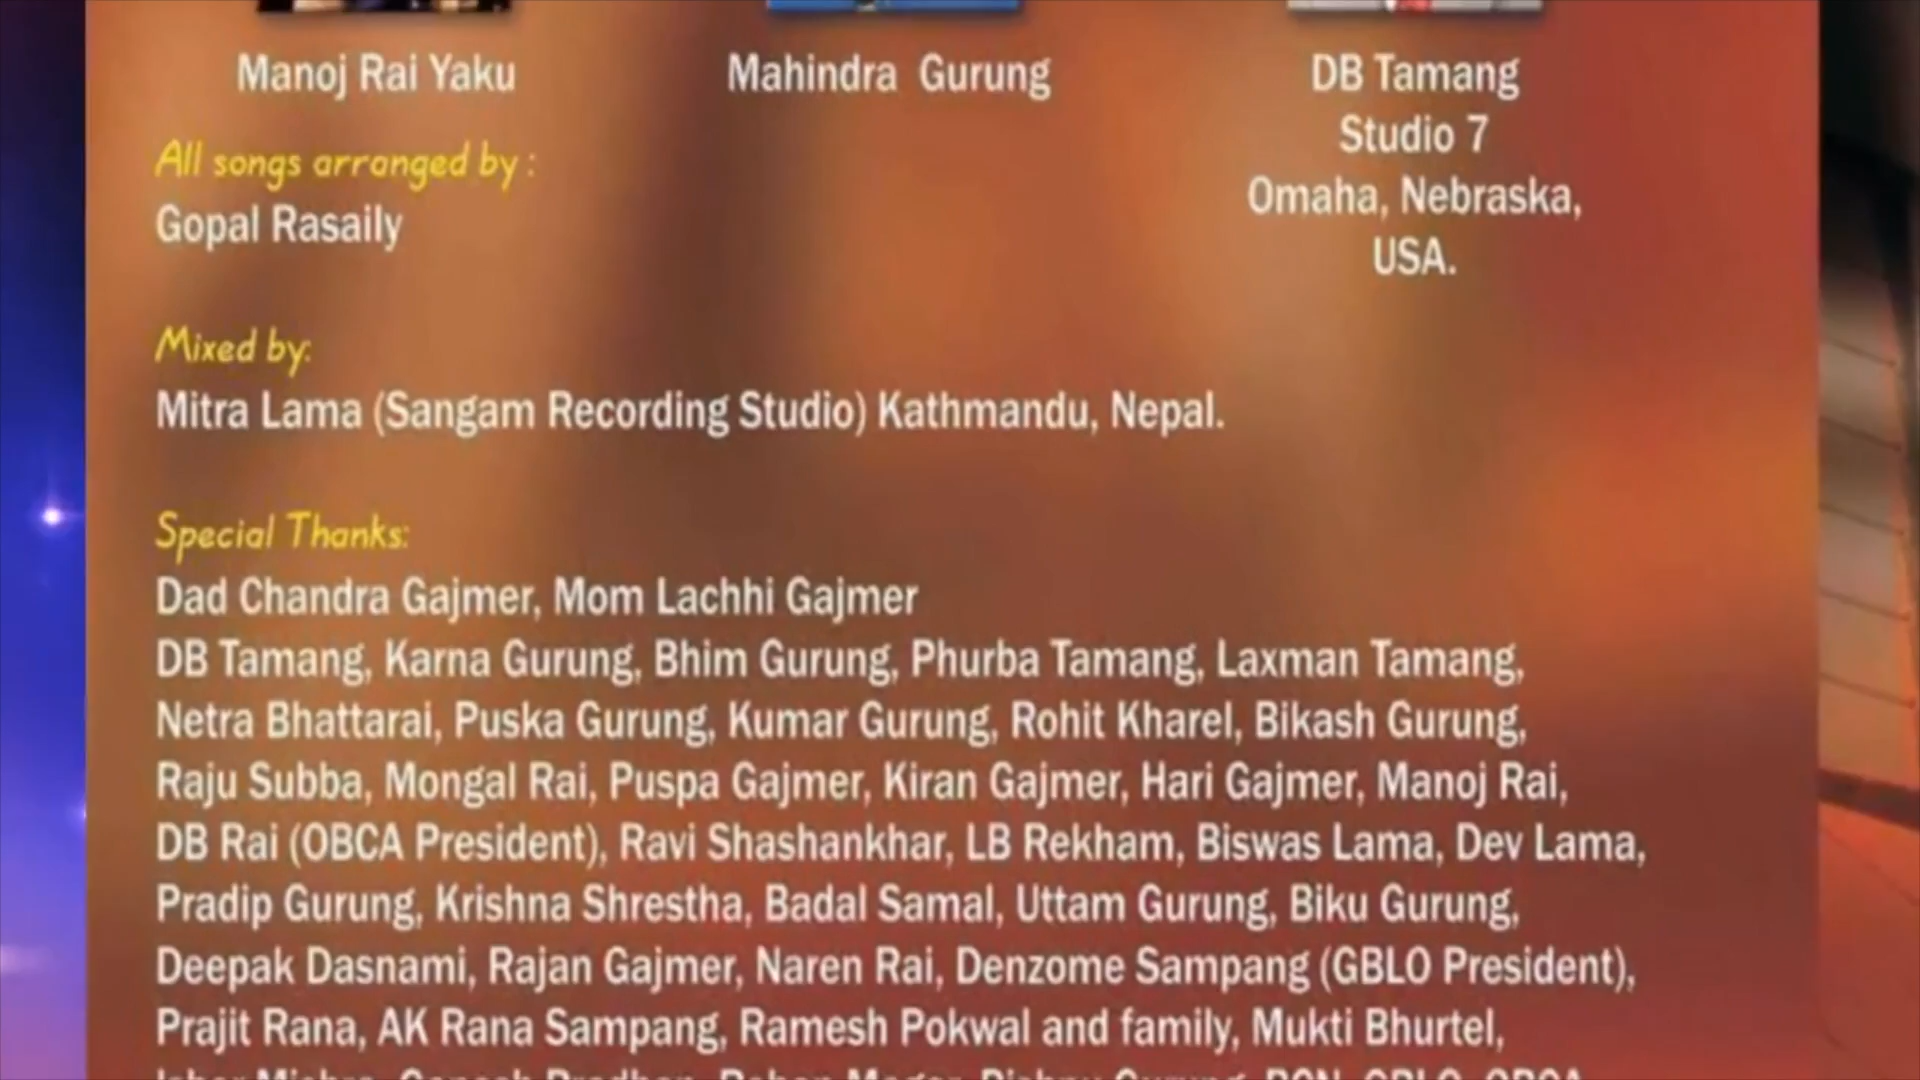 Manoj Rai Yaku
Mahindra Gurung
DB Tamang
Studio 7
Omaha, Nebraska,
USA.
All songs arranged by :
Gopal Rasaily
Mixed by:
Mitra Lama (Sangam Recording Studio) Kathmandu, Nepal.
Special Thanks:
Dad Chandra Gajmer, Mom Lachhi Gajmer
DB Tamang, Karna Gurung, Bhim Gurung, Phurba Tamang, Laxman Tamang,
Netra Bhattarai, Puska Gurung, Kumar Gurung, Rohit Kharel, Bikash Gurung,
Raju Subba, Mongal Rai, Puspa Gajmer, Kiran Gajmer, Hari Gajmer, Manoj Rai,
DB Rai (OBCA President), Ravi Shashankhar, LB Rekham, Biswas Lama, Dev Lama,
Pradip Gurung, Krishna Shrestha, Badal Samal, Uttam Gurung, Biku Gurung,
Deepak Dasnami, Rajan Gajmer, Naren Rai, Denzome Sampang (GBLO President),
Prajit Rana, AK Rana Sampang, Ramesh Pokwal and family, Mukti Bhurtel,